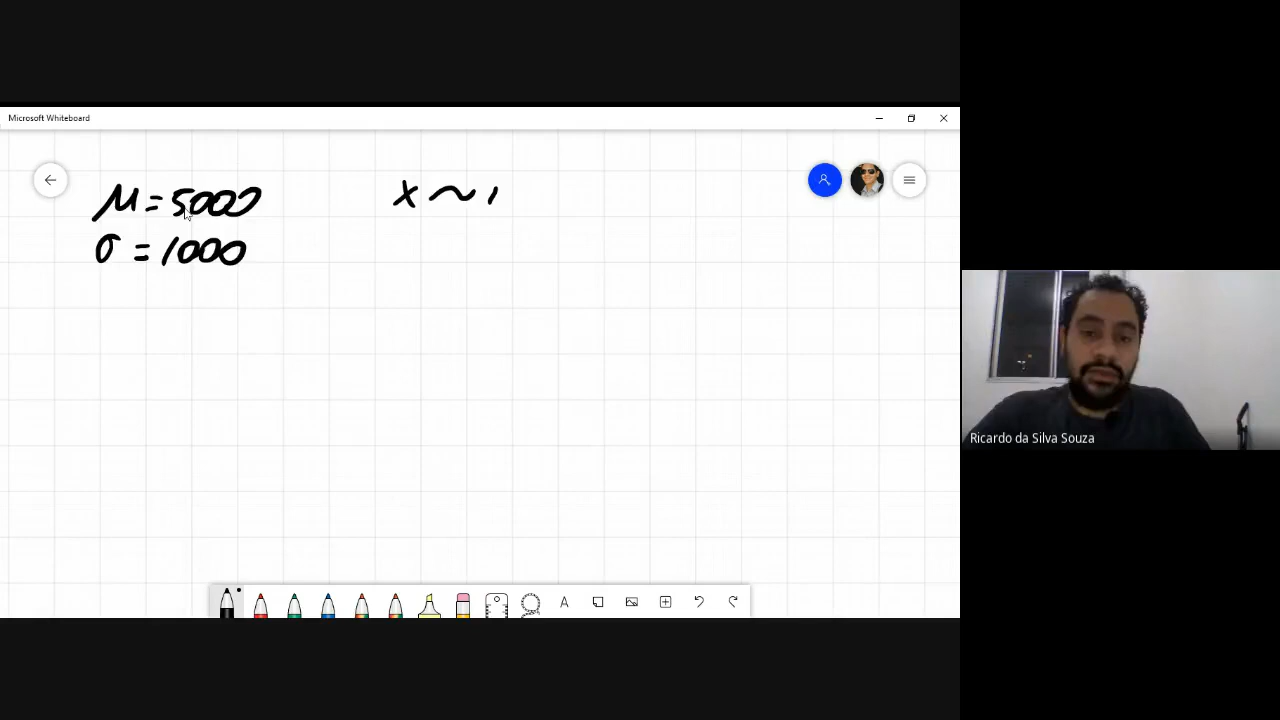 Microsoft Whiteboard
μ = 5000
σ = 1000
x ~
A
Ricardo da Silva Souza